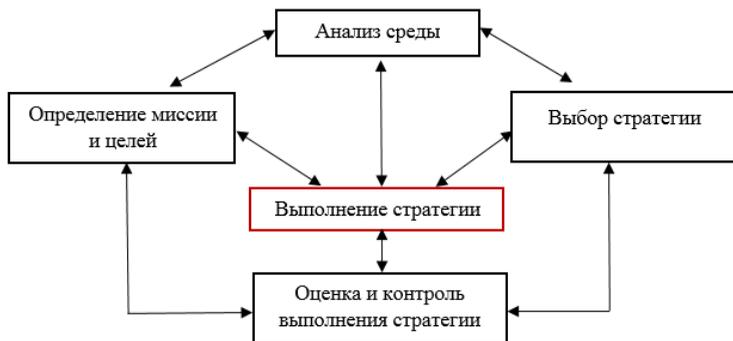 Анализ среды
Определение миссии
и целей
Выбор стратегии
Выполнение стратегии
Оценка и контроль
выполнения стратегии